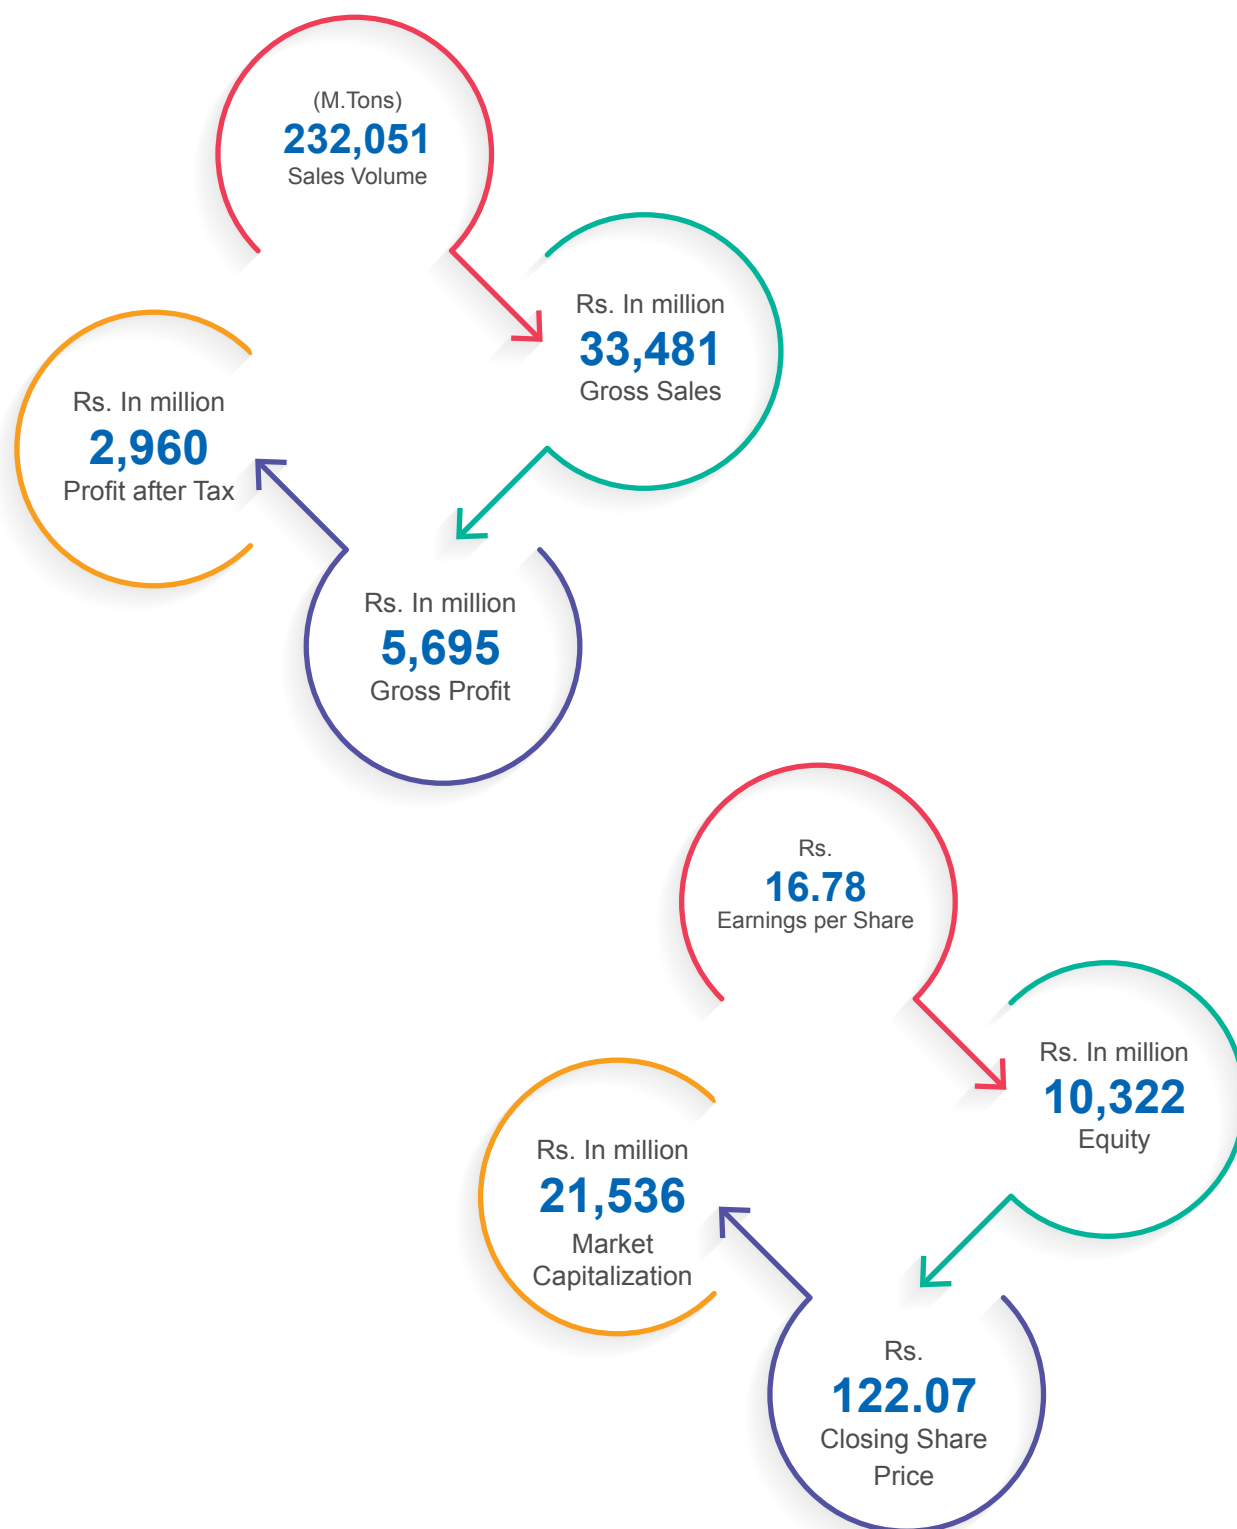 (M.Tons)
232,051
Sales Volume
Rs. In million
33,481
Gross Sales
Rs. In million
2,960
Profit after Tax
Rs. In million
5,695
Gross Profit
Rs.
16.78
Earnings per Share
Rs. In million
10,322
Equity
Rs. In million
21,536
Market
Capitalization
Rs.
122.07
Closing Share
Price